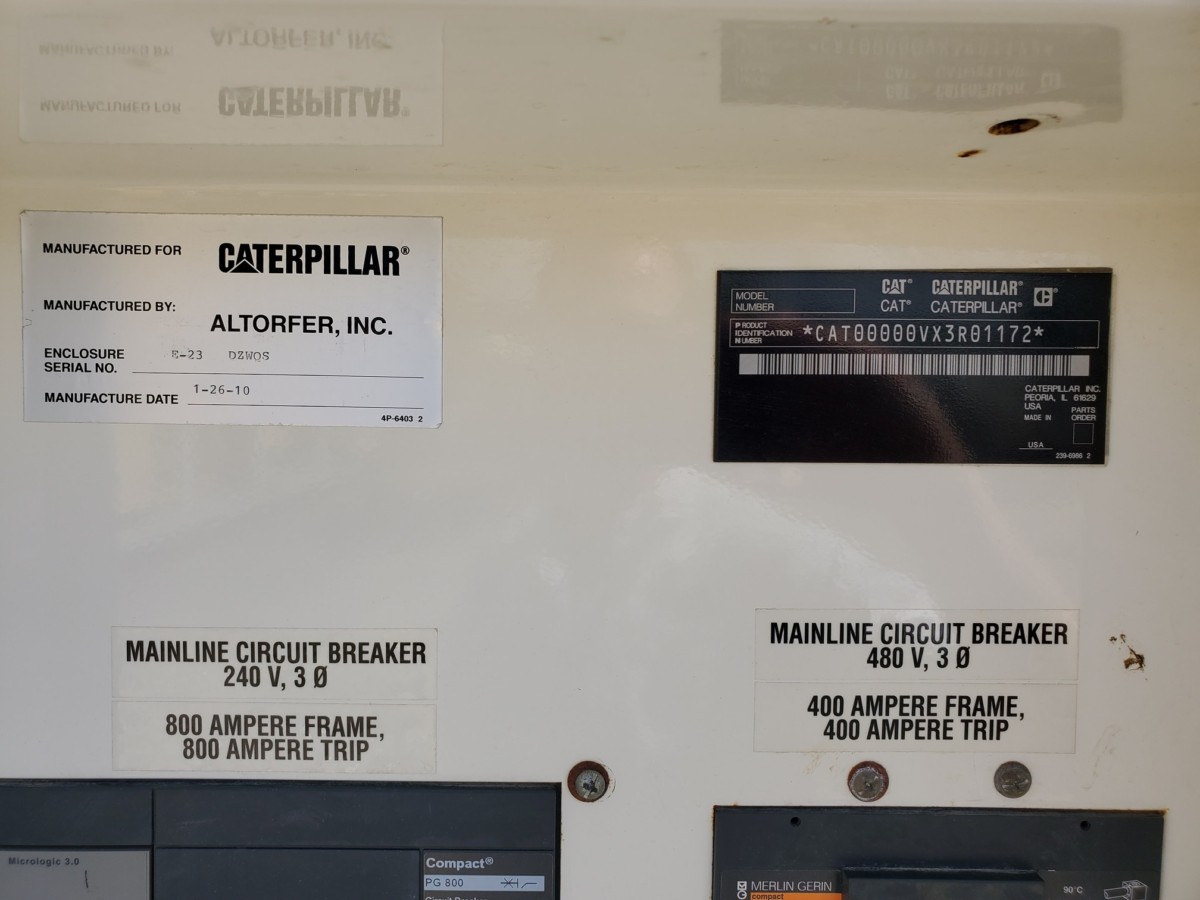 MANUFACTURED FOR CATERPILLAR®
MANUFACTURED BY:
ALTORFER, INC.
ENCLOSURE
SERIAL NO. E-23 DZWOS
MANUFACTURE DATE 1-26-10
4P-6403 2
MODEL
NUMBER
CAT® CATERPILLAR®
CAT® CATERPILLAR®
PRODUCT
IDENTIFICATION
NUMBER
*CAT00000VX3R01172*
CATERPILLAR INC.
PEORIA, IL 61629
USA
MADE IN
USA
PARTS
ORDER
239-6986 2
MAINLINE CIRCUIT BREAKER
240 V, 3 Ø
800 AMPERE FRAME,
800 AMPERE TRIP
MAINLINE CIRCUIT BREAKER
480 V, 3 Ø
400 AMPERE FRAME,
400 AMPERE TRIP
Micrologic 3.0
Compact®
PG 800
Circuit Breaker
MERLIN GERIN
compact
90°C